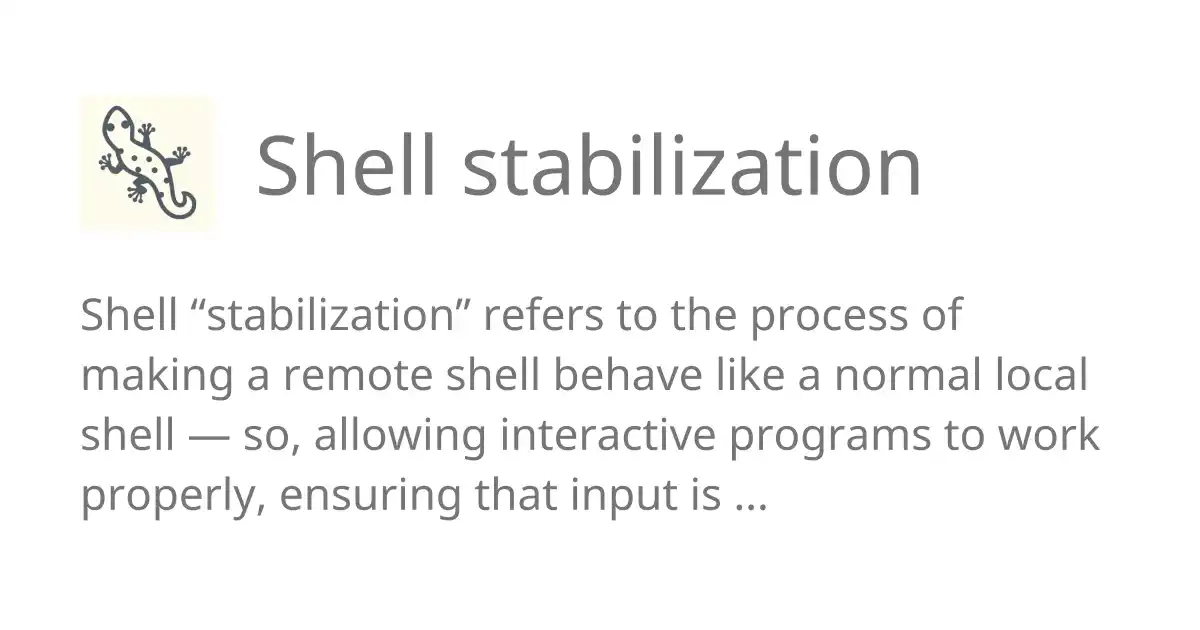 Shell stabilization
Shell “stabilization” refers to the process of
making a remote shell behave like a normal local
shell — so, allowing interactive programs to work
properly, ensuring that input is ...